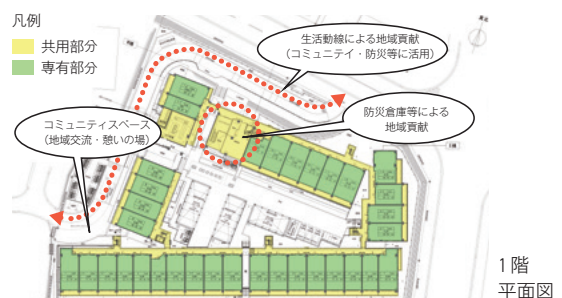 凡例
共用部分
専有部分
生活動線による地域貢献
（コミュニテイ・防災等に活用）
防災倉庫等による
地域貢献
コミュニティスペース
（地域交流・憩いの場）
1階
平面図